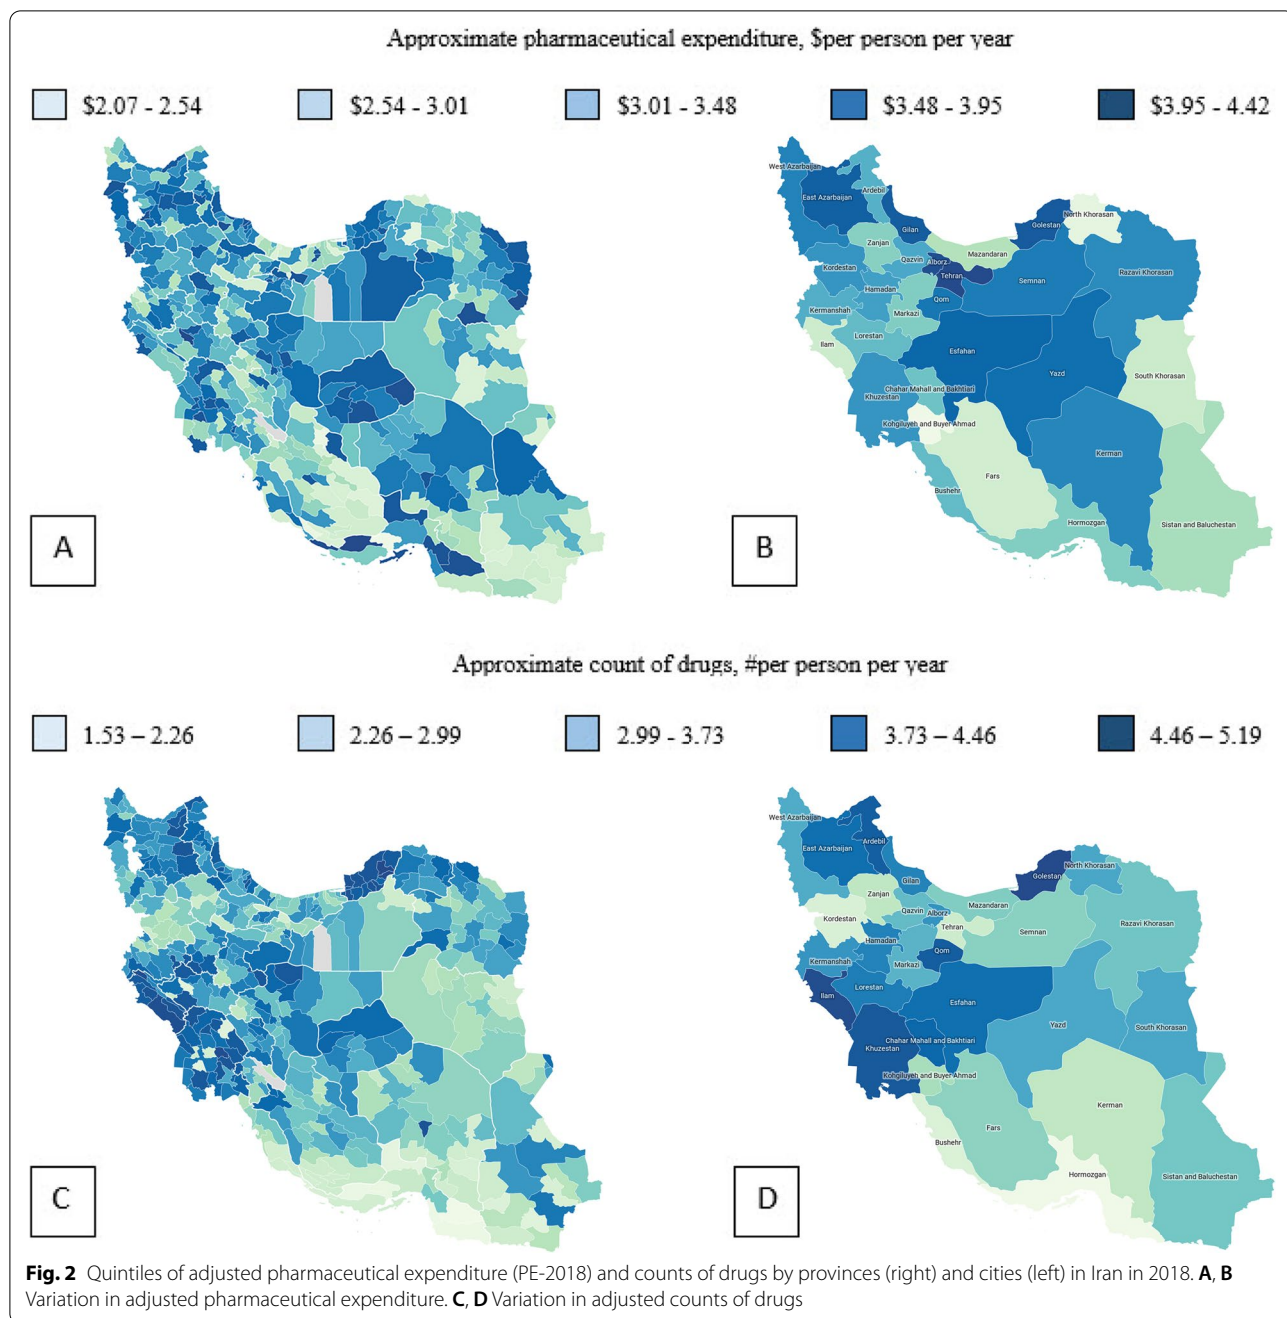 Approximate pharmaceutical expenditure, $per person per year
$2.07 - 2.54
$2.54 - 3.01
$3.01 - 3.48
$3.48 - 3.95
$3.95 - 4.42
A
West Azarbaijan
East Azarbaijan
Ardebil
Gilan
Zanjan
Golestan
North Khorasan
Mazandaran
Kordestan
Qazvin
Alborz
Tehran
Semnan
Razavi Khorasan
Hamadan
Qom
Kermanshah
Markazi
Lorestan
Ilam
Esfahan
Yazd
South Khorasan
Chahar Mahall and Bakhtiari
Khuzestan
Kohgiluyeh and Buyer Ahmad
Kerman
Fars
Bushehr
Hormozgan
Sistan and Baluchestan
B
Approximate count of drugs, #per person per year
1.53 – 2.26
2.26 – 2.99
2.99 - 3.73
3.73 – 4.46
4.46 – 5.19
C
West Azarbaijan
East Azarbaijan
Ardebil
Gilan
Zanjan
Golestan
North Khorasan
Mazandaran
Kordestan
Qazvin
Alborz
Tehran
Semnan
Razavi Khorasan
Hamadan
Qom
Kermanshah
Markazi
Lorestan
Ilam
Esfahan
Yazd
South Khorasan
Chahar Mahall and Bakhtiari
Khuzestan
Kohgiluyeh and Buyer Ahmad
Kerman
Fars
Bushehr
Hormozgan
Sistan and Baluchestan
D
Fig. 2 Quintiles of adjusted pharmaceutical expenditure (PE-2018) and counts of drugs by provinces (right) and cities (left) in Iran in 2018. A, B
Variation in adjusted pharmaceutical expenditure. C, D Variation in adjusted counts of drugs